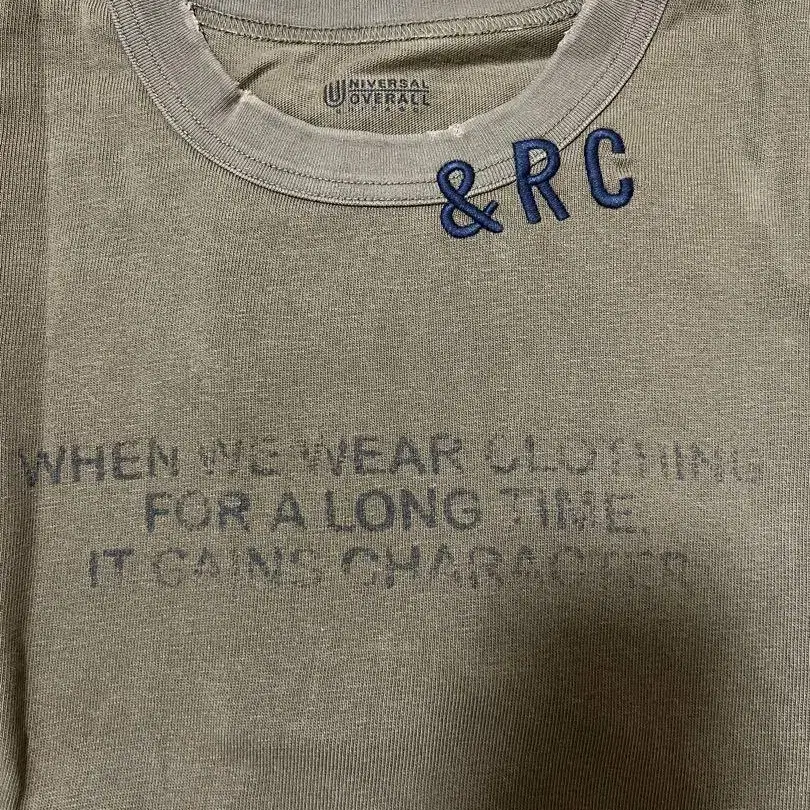 UNIVERSAL
OVERALL
&RC
WHEN WE WEAR CLOTHING
FOR A LONG TIME,
IT GAINS CHARACTER